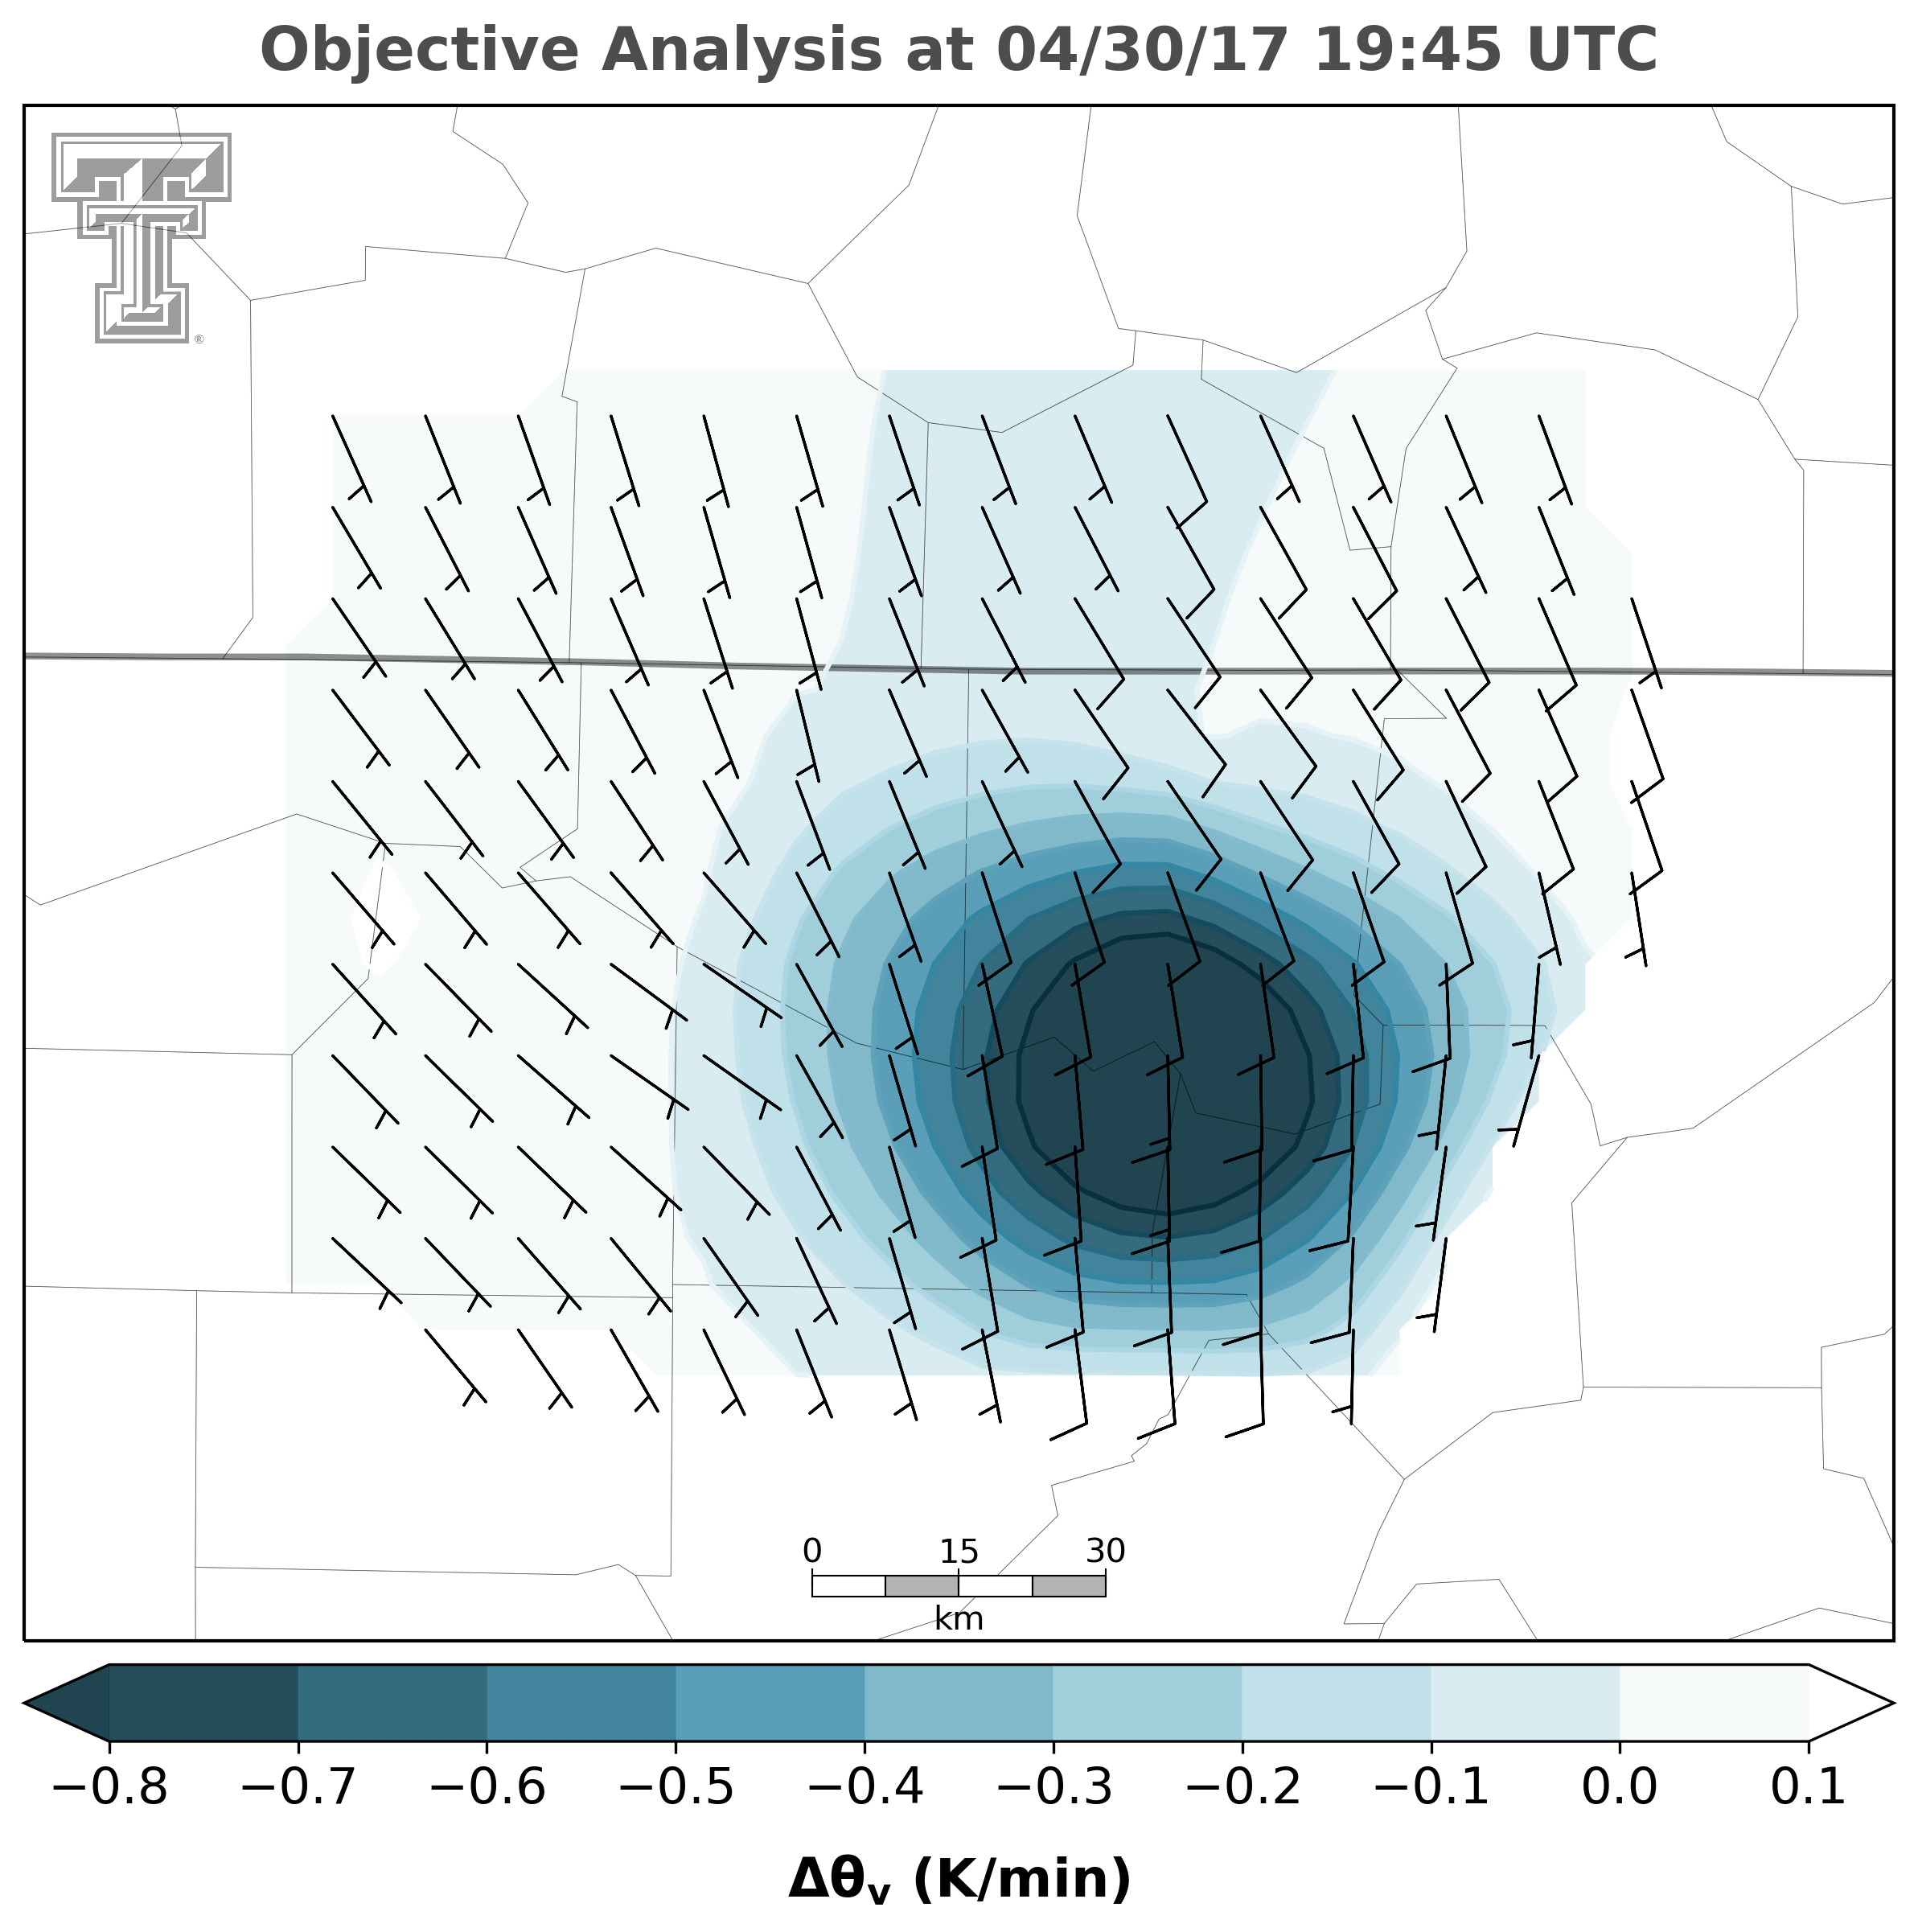 Objective Analysis at 04/30/17 19:45 UTC
®
0 15 30
km
−0.8 −0.7 −0.6 −0.5 −0.4 −0.3 −0.2 −0.1 0.0 0.1
Δθᵥ (K/min)